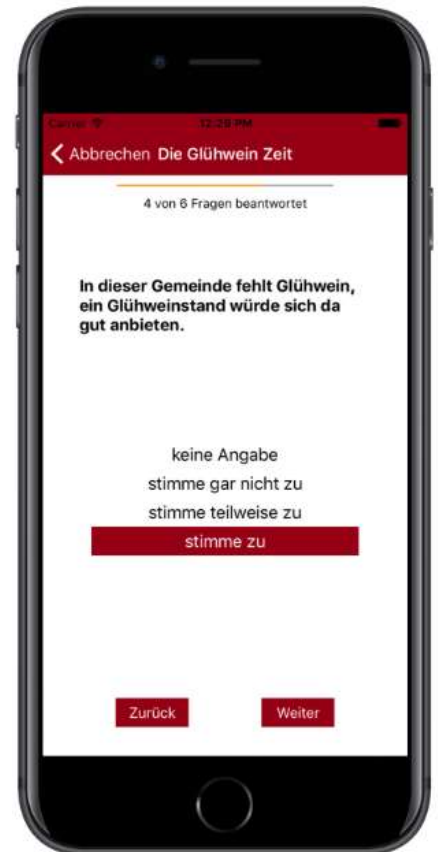 Carrier 12:29 PM
Abbrechen Die Glühwein Zeit
4 von 6 Fragen beantwortet
In dieser Gemeinde fehlt Glühwein,
ein Glühweinstand würde sich da
gut anbieten.
keine Angabe
stimme gar nicht zu
stimme teilweise zu
stimme zu
Zurück Weiter